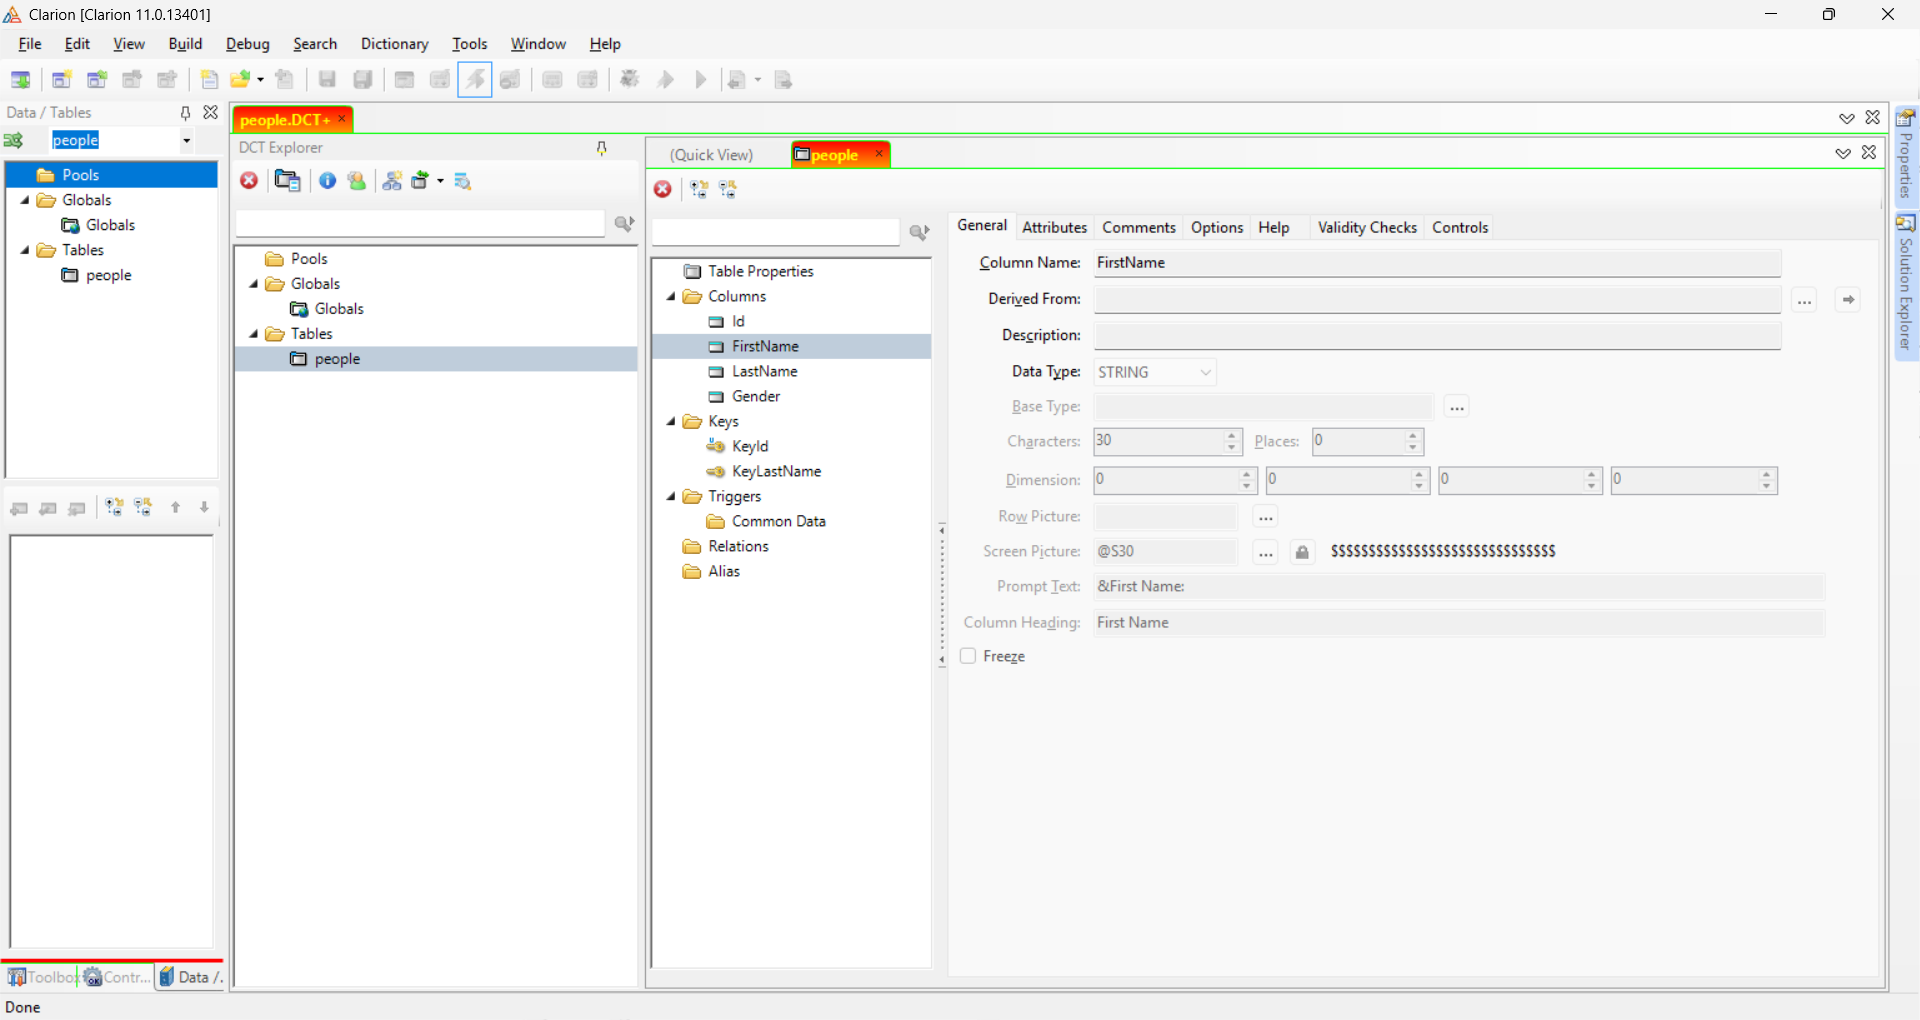 Clarion [Clarion 11.0.13401]
File Edit View Build Debug Search Dictionary Tools Window Help
Data / Tables
people
Pools
Globals
Globals
Tables
people
Toolbox Contr... Data /.
people.DCT+
DCT Explorer
Pools
Globals
Globals
Tables
people
(Quick View) people
Table Properties
Columns
Id
FirstName
LastName
Gender
Keys
KeyId
KeyLastName
Triggers
Common Data
Relations
Alias
General Attributes Comments Options Help Validity Checks Controls
Column Name: FirstName
Derived From: ...
Description:
Data Type: STRING
Base Type: ...
Characters: 30 Places: 0
Dimension: 0 0 0 0
Row Picture: ...
Screen Picture: @S30 ... $$$$$$$$$$$$$$$$$$$$$$$$$$$$$$
Prompt Text: &First Name:
Column Heading: First Name
Freeze
Properties
Solution Explorer
Done